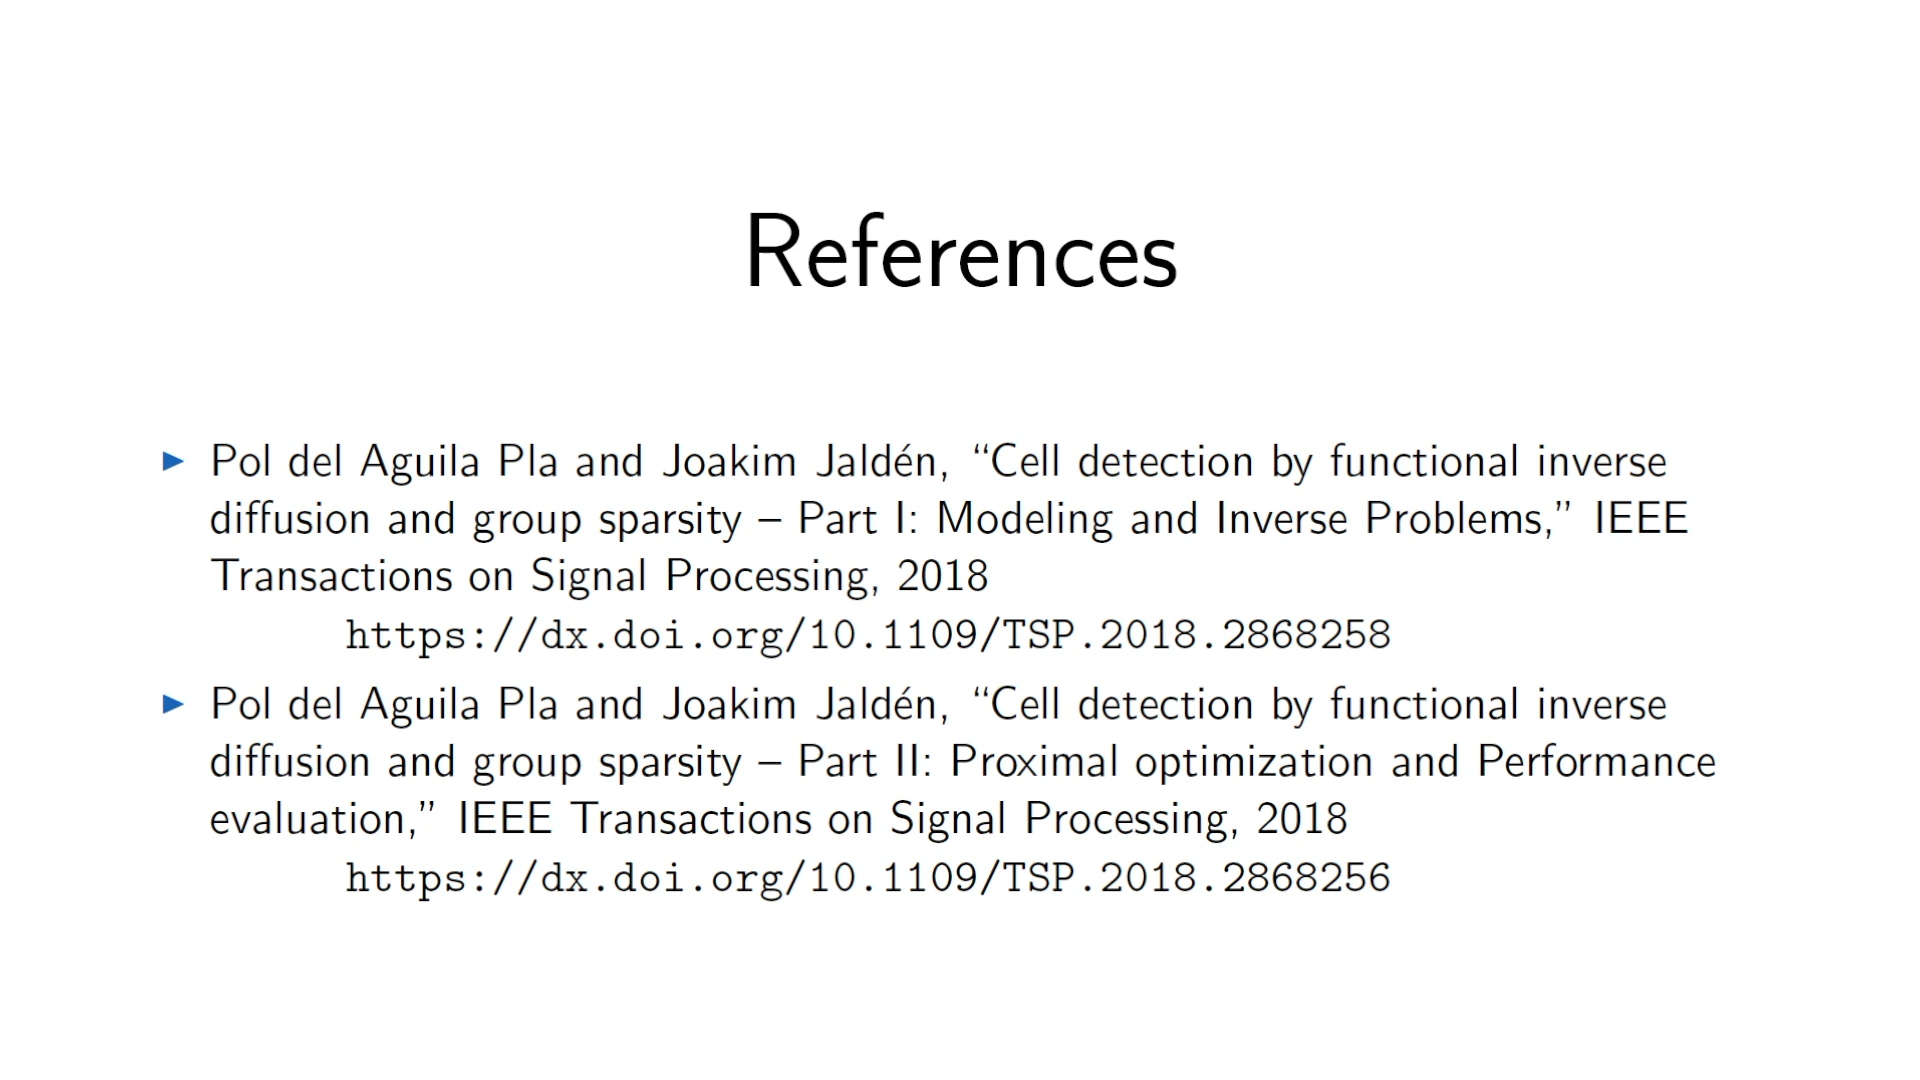 References
Pol del Aguila Pla and Joakim Jaldén, “Cell detection by functional inverse
diffusion and group sparsity – Part I: Modeling and Inverse Problems,” IEEE
Transactions on Signal Processing, 2018
https://dx.doi.org/10.1109/TSP.2018.2868258
Pol del Aguila Pla and Joakim Jaldén, “Cell detection by functional inverse
diffusion and group sparsity – Part II: Proximal optimization and Performance
evaluation,” IEEE Transactions on Signal Processing, 2018
https://dx.doi.org/10.1109/TSP.2018.2868256